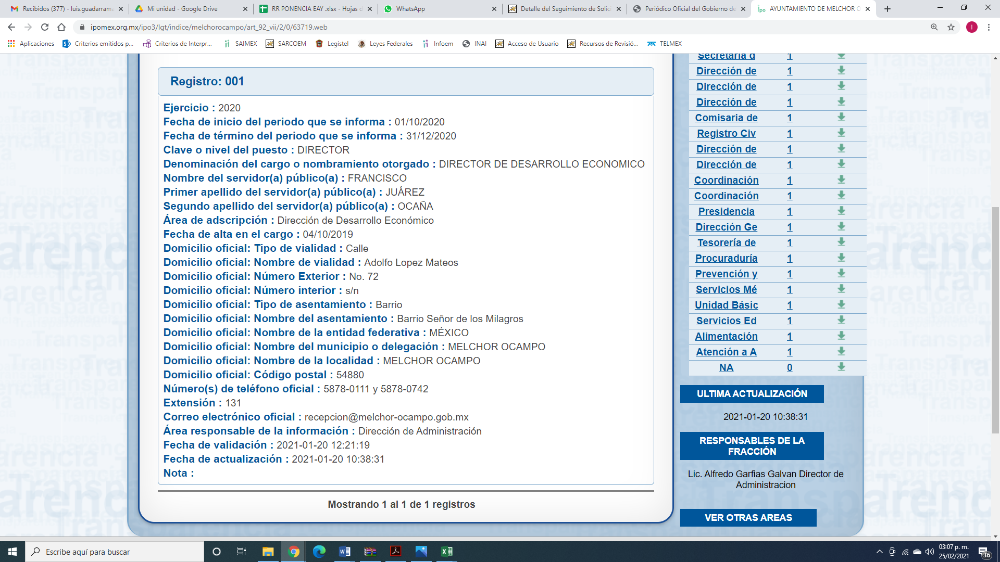 Recibidos (377) - luis.guadarrama
Mi unidad - Google Drive
RR PONENCIA EAY .xlsx - Hojas d
WhatsApp
Detalle del Seguimiento de Solici
Periódico Oficial del Gobierno de
AYUNTAMIENTO DE MELCHOR O
ipomex.org.mx/ipo3/lgt/indice/melchorocampo/art_92_vii/2/0/63719.web
Aplicaciones
Criterios emitidos p...
Criterios de Interpr...
SAIMEX
SARCOEM
Legistel
Leyes Federales
Infoem
INAI
Acceso de Usuario
Recursos de Revisió...
TELMEX
Registro: 001
Ejercicio : 2020
Fecha de inicio del periodo que se informa : 01/10/2020
Fecha de término del periodo que se informa : 31/12/2020
Clave o nivel del puesto : DIRECTOR
Denominación del cargo o nombramiento otorgado : DIRECTOR DE DESARROLLO ECONOMICO
Nombre del servidor(a) público(a) : FRANCISCO
Primer apellido del servidor(a) público(a) : JUÁREZ
Segundo apellido del servidor(a) público(a) : OCAÑA
Área de adscripción : Dirección de Desarrollo Económico
Fecha de alta en el cargo : 04/10/2019
Domicilio oficial: Tipo de vialidad : Calle
Domicilio oficial: Nombre de vialidad : Adolfo Lopez Mateos
Domicilio oficial: Número Exterior : No. 72
Domicilio oficial: Número interior : s/n
Domicilio oficial: Tipo de asentamiento : Barrio
Domicilio oficial: Nombre del asentamiento : Barrio Señor de los Milagros
Domicilio oficial: Nombre de la entidad federativa : MÉXICO
Domicilio oficial: Nombre del municipio o delegación : MELCHOR OCAMPO
Domicilio oficial: Nombre de la localidad : MELCHOR OCAMPO
Domicilio oficial: Código postal : 54880
Número(s) de teléfono oficial : 5878-0111 y 5878-0742
Extensión : 131
Correo electrónico oficial : recepcion@melchor-ocampo.gob.mx
Área responsable de la información : Dirección de Administración
Fecha de validación : 2021-01-20 12:21:19
Fecha de actualización : 2021-01-20 10:38:31
Nota :
Mostrando 1 al 1 de 1 registros
Secretaría d 1
Dirección de 1
Dirección de 1
Dirección de 1
Comisaria de 1
Registro Civ 1
Dirección de 1
Dirección de 1
Coordinación 1
Coordinación 1
Presidencia 1
Dirección Ge 1
Tesorería de 1
Procuraduría 1
Prevención y 1
Servicios Mé 1
Unidad Básic 1
Servicios Ed 1
Alimentación 1
Atención a A 1
NA 0
ULTIMA ACTUALIZACIÓN
2021-01-20 10:38:31
RESPONSABLES DE LA
FRACCIÓN
Lic. Alfredo Garfias Galvan Director de
Administracion
VER OTRAS AREAS
Escribe aquí para buscar
03:07 p. m.
25/02/2021
36